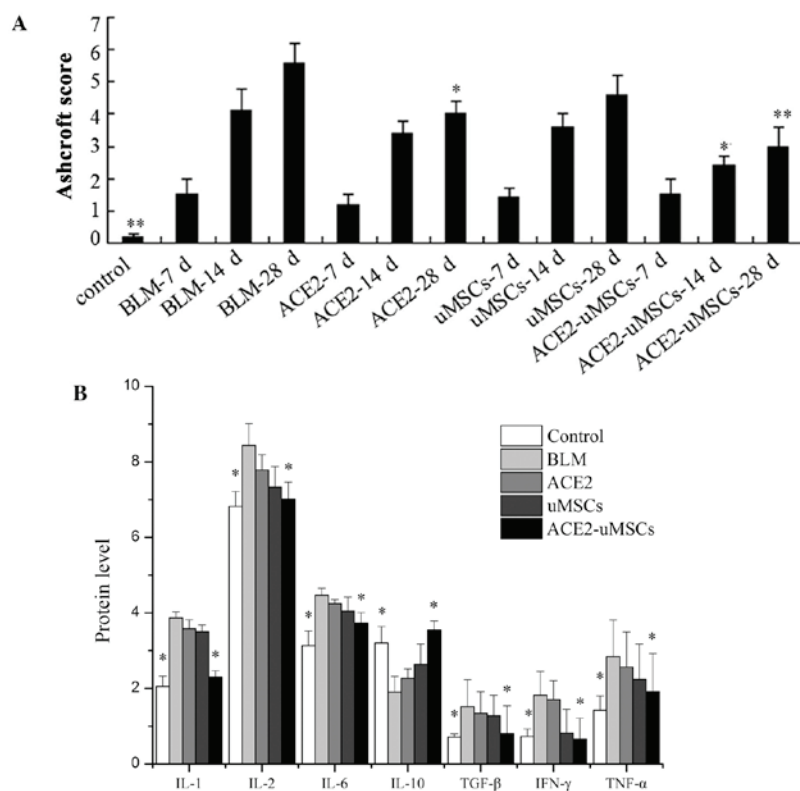 A
Ashcroft score
7
6
5
4
3
2
1
0
**
*
*
**
control
BLM-7 d
BLM-14 d
BLM-28 d
ACE2-7 d
ACE2-14 d
ACE2-28 d
uMSCs-7 d
uMSCs-14 d
uMSCs-28 d
ACE2-uMSCs-7 d
ACE2-uMSCs-14 d
ACE2-uMSCs-28 d
B
Protein level
10
8
6
4
2
0
Control
BLM
ACE2
uMSCs
ACE2-uMSCs
* * * * * * * * * * * * * *
IL-1 IL-2 IL-6 IL-10 TGF-β IFN-γ TNF-α